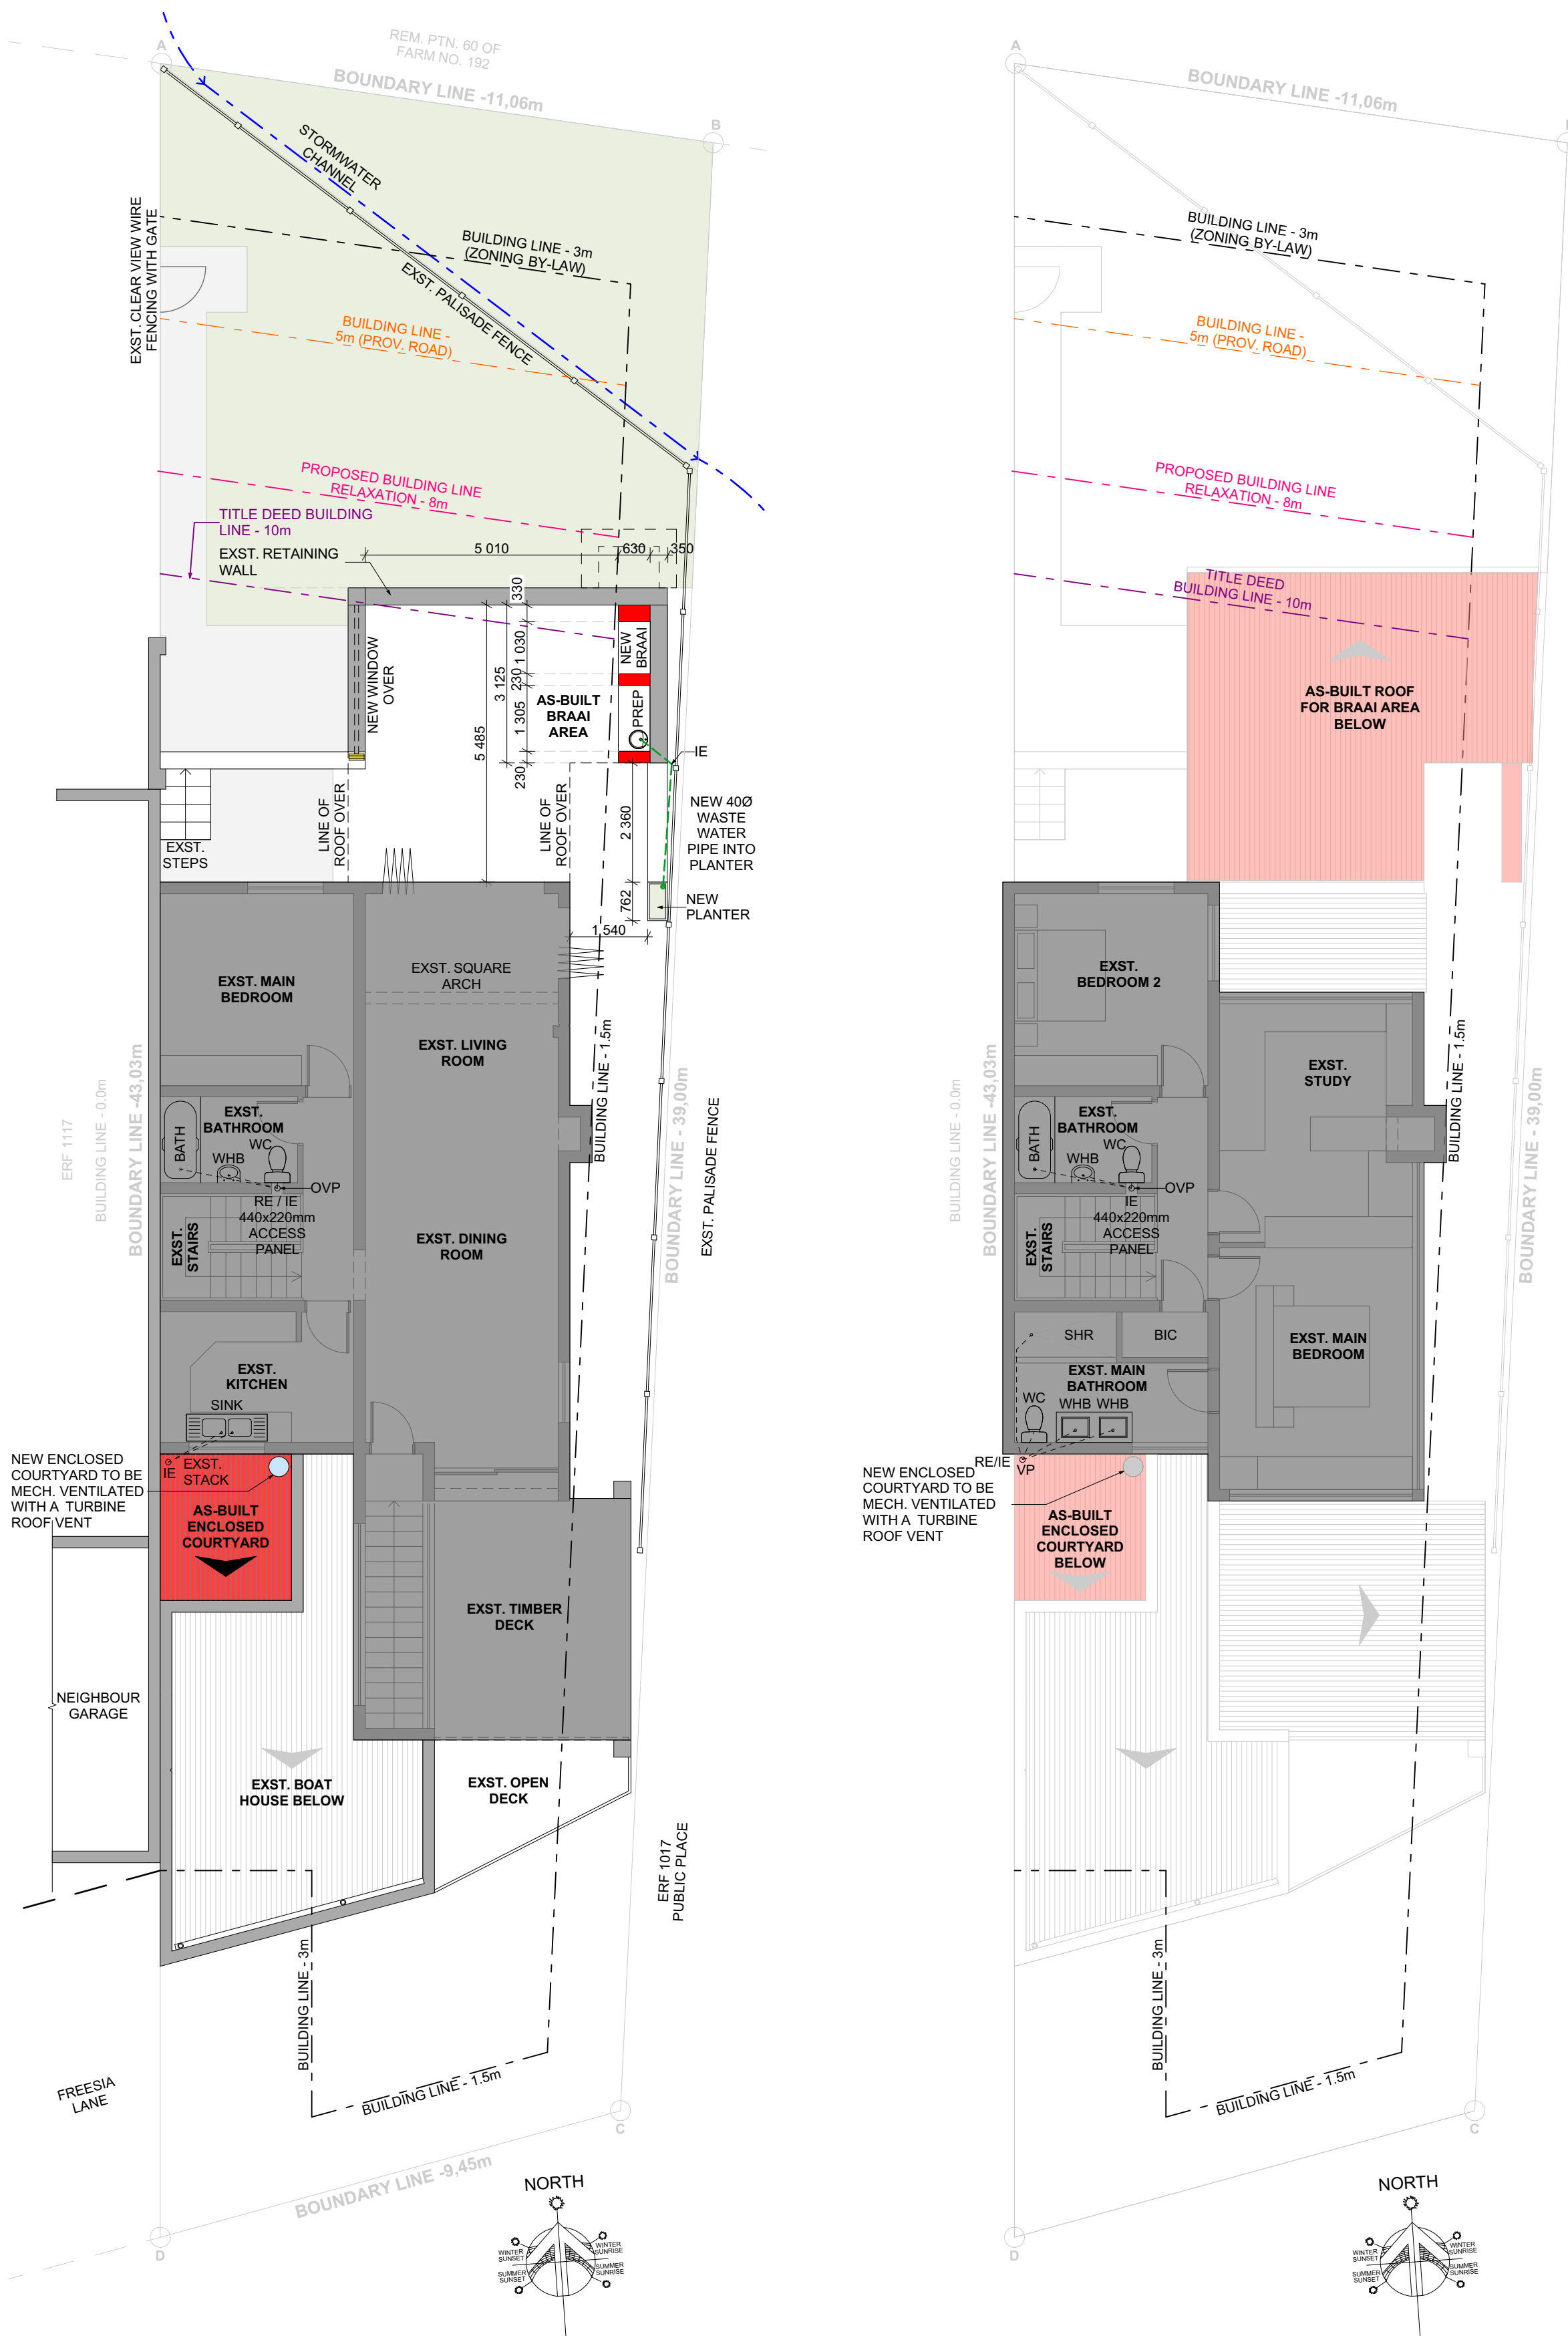 REM. PTN. 60 OF
FARM NO. 192
A
BOUNDARY LINE -11,06m
B
STORMWATER
CHANNEL
EXST. CLEAR VIEW WIRE
FENCING WITH GATE
BUILDING LINE - 3m
(ZONING BY-LAW)
EXST. PALISADE FENCE
BUILDING LINE -
5m (PROV. ROAD)
PROPOSED BUILDING LINE
RELAXATION - 8m
TITLE DEED BUILDING
LINE - 10m
EXST. RETAINING
WALL
5 010
630
350
330
1 030
230
1 305
230
3 125
5 485
NEW WINDOW
OVER
NEW
BRAAI
PREP
AS-BUILT
BRAAI
AREA
IE
LINE OF
ROOF OVER
LINE OF
ROOF OVER
2 360
762
1 540
NEW 40Ø
WASTE
WATER
PIPE INTO
PLANTER
NEW
PLANTER
EXST.
STEPS
EXST. MAIN
BEDROOM
EXST. SQUARE
ARCH
EXST. LIVING
ROOM
BUILDING LINE - 1.5m
BOUNDARY LINE - 39,00m
EXST. PALISADE FENCE
ERF 1117
BUILDING LINE - 0.0m
BOUNDARY LINE -43,03m
EXST.
BATHROOM
BATH
WC
WHB
OVP
RE / IE
440x220mm
ACCESS
PANEL
EXST.
STAIRS
EXST. DINING
ROOM
EXST.
KITCHEN
SINK
IE
EXST.
STACK
NEW ENCLOSED
COURTYARD TO BE
MECH. VENTILATED
WITH A TURBINE
ROOF VENT
AS-BUILT
ENCLOSED
COURTYARD
EXST. TIMBER
DECK
NEIGHBOUR
GARAGE
EXST. BOAT
HOUSE BELOW
EXST. OPEN
DECK
ERF 1017
PUBLIC PLACE
BUILDING LINE - 3m
BUILDING LINE - 1.5m
FREESIA
LANE
C
BOUNDARY LINE -9,45m
D
NORTH
WINTER
SUNSET
WINTER
SUNRISE
SUMMER
SUNSET
SUMMER
SUNRISE
A
BOUNDARY LINE -11,06m
BUILDING LINE - 3m
(ZONING BY-LAW)
BUILDING LINE -
5m (PROV. ROAD)
PROPOSED BUILDING LINE
RELAXATION - 8m
TITLE DEED
BUILDING LINE - 10m
AS-BUILT ROOF
FOR BRAAI AREA
BELOW
EXST.
BEDROOM 2
EXST.
STUDY
BUILDING LINE - 1.5m
BOUNDARY LINE - 39,00m
BUILDING LINE - 0.0m
BOUNDARY LINE -43,03m
EXST.
BATHROOM
BATH
WC
WHB
OVP
IE
440x220mm
ACCESS
PANEL
EXST.
STAIRS
SHR
BIC
EXST. MAIN
BATHROOM
WC
WHB WHB
EXST. MAIN
BEDROOM
RE/IE
VP
NEW ENCLOSED
COURTYARD TO BE
MECH. VENTILATED
WITH A TURBINE
ROOF VENT
AS-BUILT
ENCLOSED
COURTYARD
BELOW
BUILDING LINE - 3m
BUILDING LINE - 1.5m
C
D
NORTH
WINTER
SUNSET
WINTER
SUNRISE
SUMMER
SUNSET
SUMMER
SUNRISE